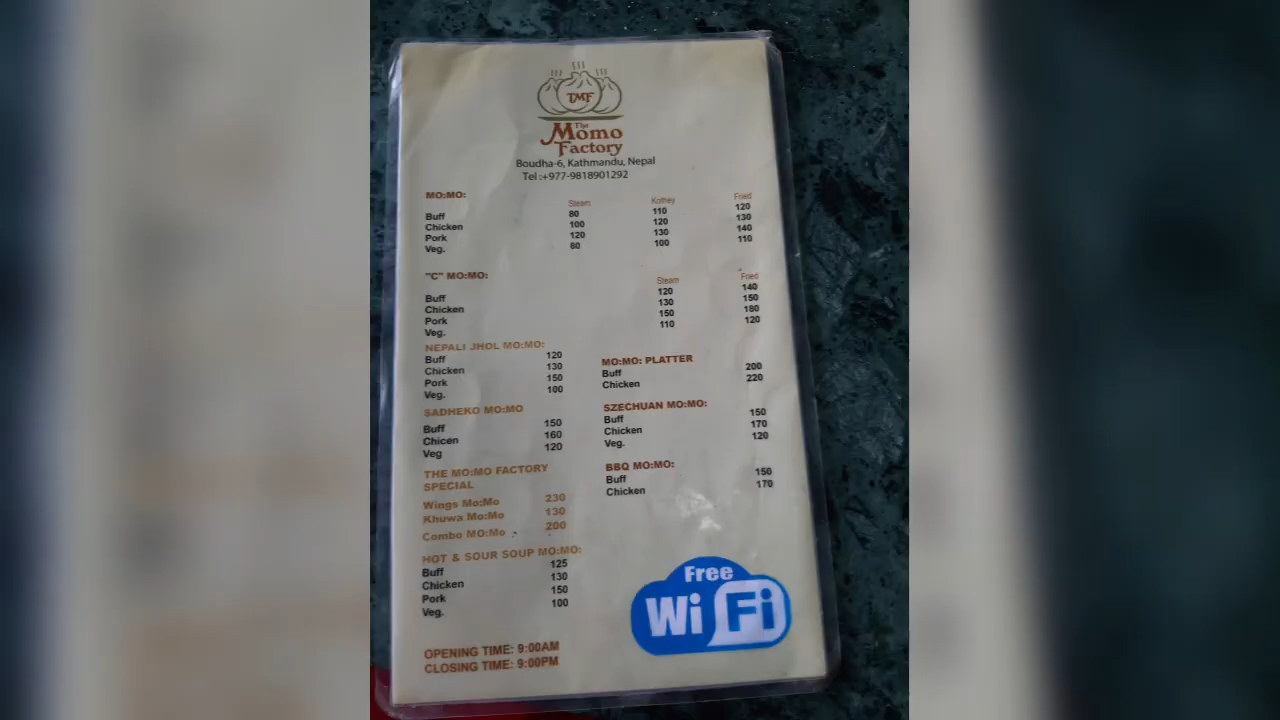 TMF
The
Momo
Factory
Boudha-6, Kathmandu, Nepal
Tel :+977-9818901292
MO:MO:
Steam Kothey Fried
Buff 80 110 120
Chicken 100 120 130
Pork 120 130 140
Veg. 80 100 110
"C" MO:MO:
Steam Fried
Buff 120 140
Chicken 130 150
Pork 150 180
Veg. 110 120
NEPALI JHOL MO:MO:
Buff 120
Chicken 130
Pork 150
Veg. 100
MO:MO: PLATTER
Buff 200
Chicken 220
SADHEKO MO:MO
Buff 150
Chicen 160
Veg 120
SZECHUAN MO:MO:
Buff 150
Chicken 170
Veg. 120
THE MO:MO FACTORY
SPECIAL
Wings Mo:Mo 230
Khuwa Mo:Mo 130
Combo MO:Mo 200
BBQ MO:MO:
Buff 150
Chicken 170
HOT & SOUR SOUP MO:MO:
Buff 125
Chicken 130
Pork 150
Veg. 100
Free
Wi Fi
OPENING TIME: 9:00AM
CLOSING TIME: 9:00PM